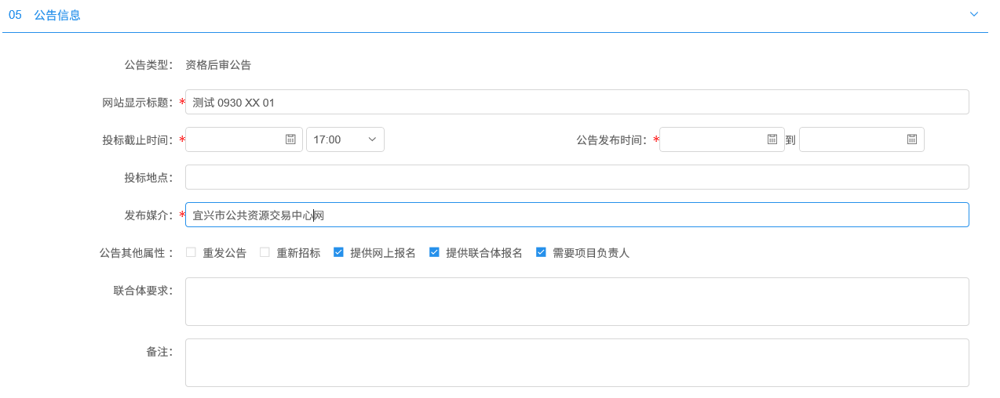 05 公告信息
公告类型： 资格后审公告
网站显示标题：* 测试 0930 XX 01
投标截止时间：* 17:00 公告发布时间：* 到
投标地点：
发布媒介：* 宜兴市公共资源交易中心网
公告其他属性 ： 重发公告 重新招标 提供网上报名 提供联合体报名 需要项目负责人
联合体要求：
备注：